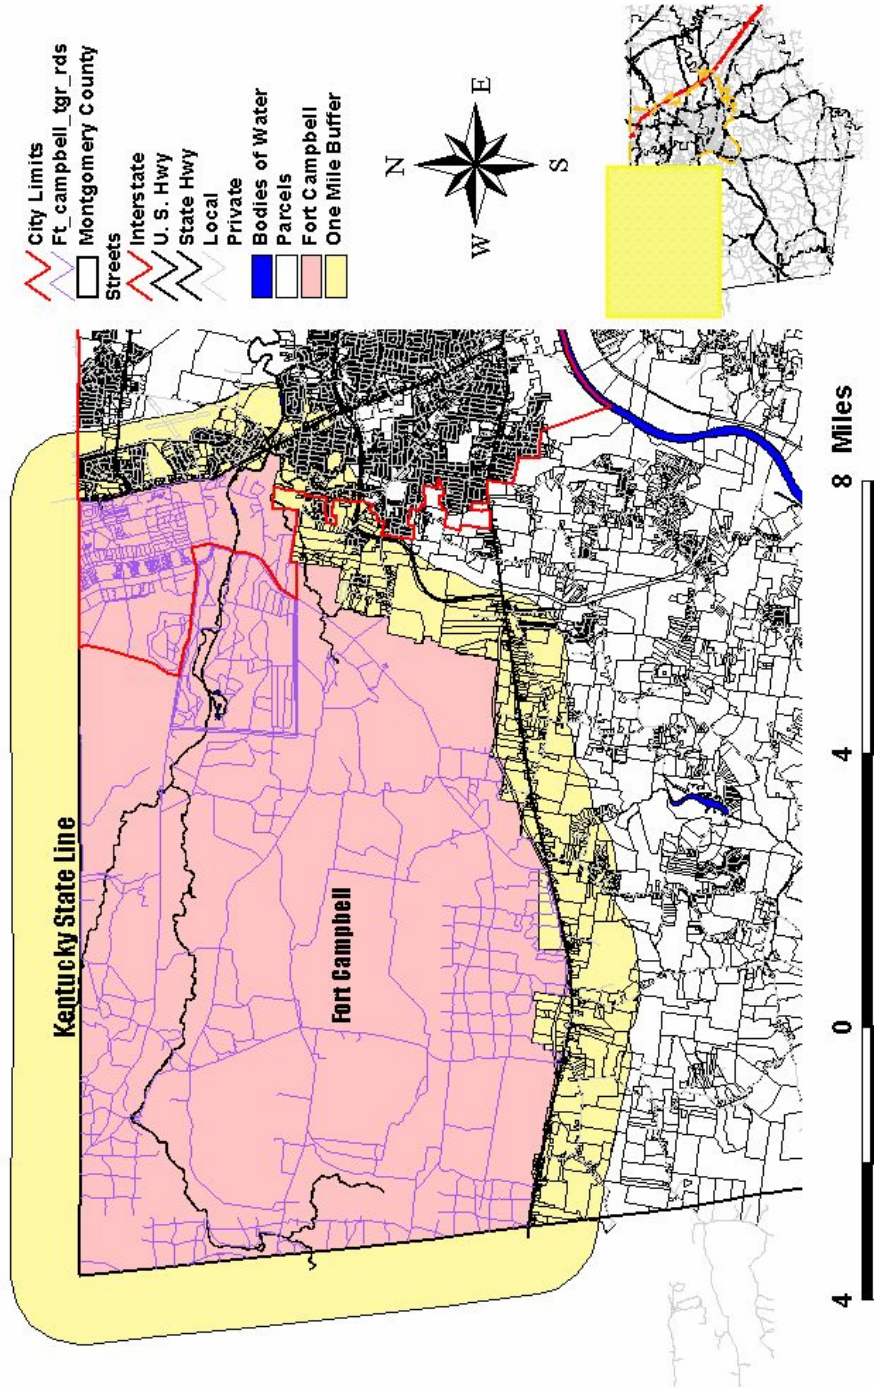 City Limits
Ft_campbell_tgr_rds
Montgomery County
Streets
Interstate
U. S. Hwy
State Hwy
Local
Private
Bodies of Water
Parcels
Fort Campbell
One Mile Buffer
N
W
E
S
Kentucky State Line
Fort Campbell
4
0
4
8 Miles